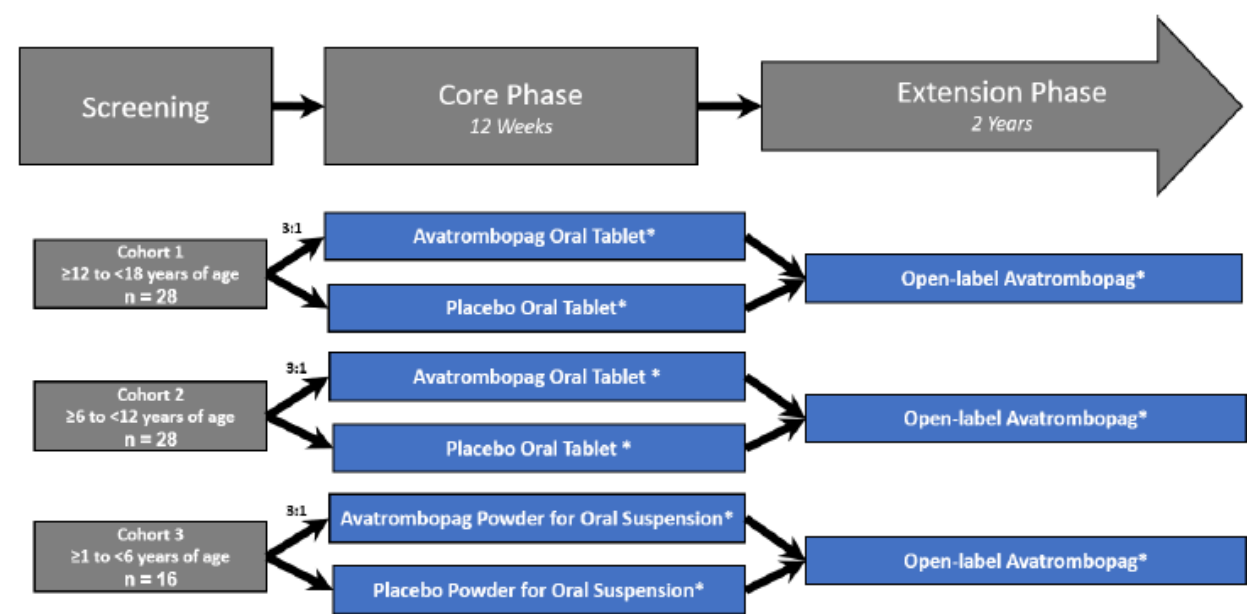 Screening
Core Phase
12 Weeks
Extension Phase
2 Years
Cohort 1
≥12 to <18 years of age
n = 28
3:1
Avatrombopag Oral Tablet*
Placebo Oral Tablet*
Open-label Avatrombopag*
Cohort 2
≥6 to <12 years of age
n = 28
3:1
Avatrombopag Oral Tablet *
Placebo Oral Tablet *
Open-label Avatrombopag*
Cohort 3
≥1 to <6 years of age
n = 16
3:1
Avatrombopag Powder for Oral Suspension*
Placebo Powder for Oral Suspension*
Open-label Avatrombopag*